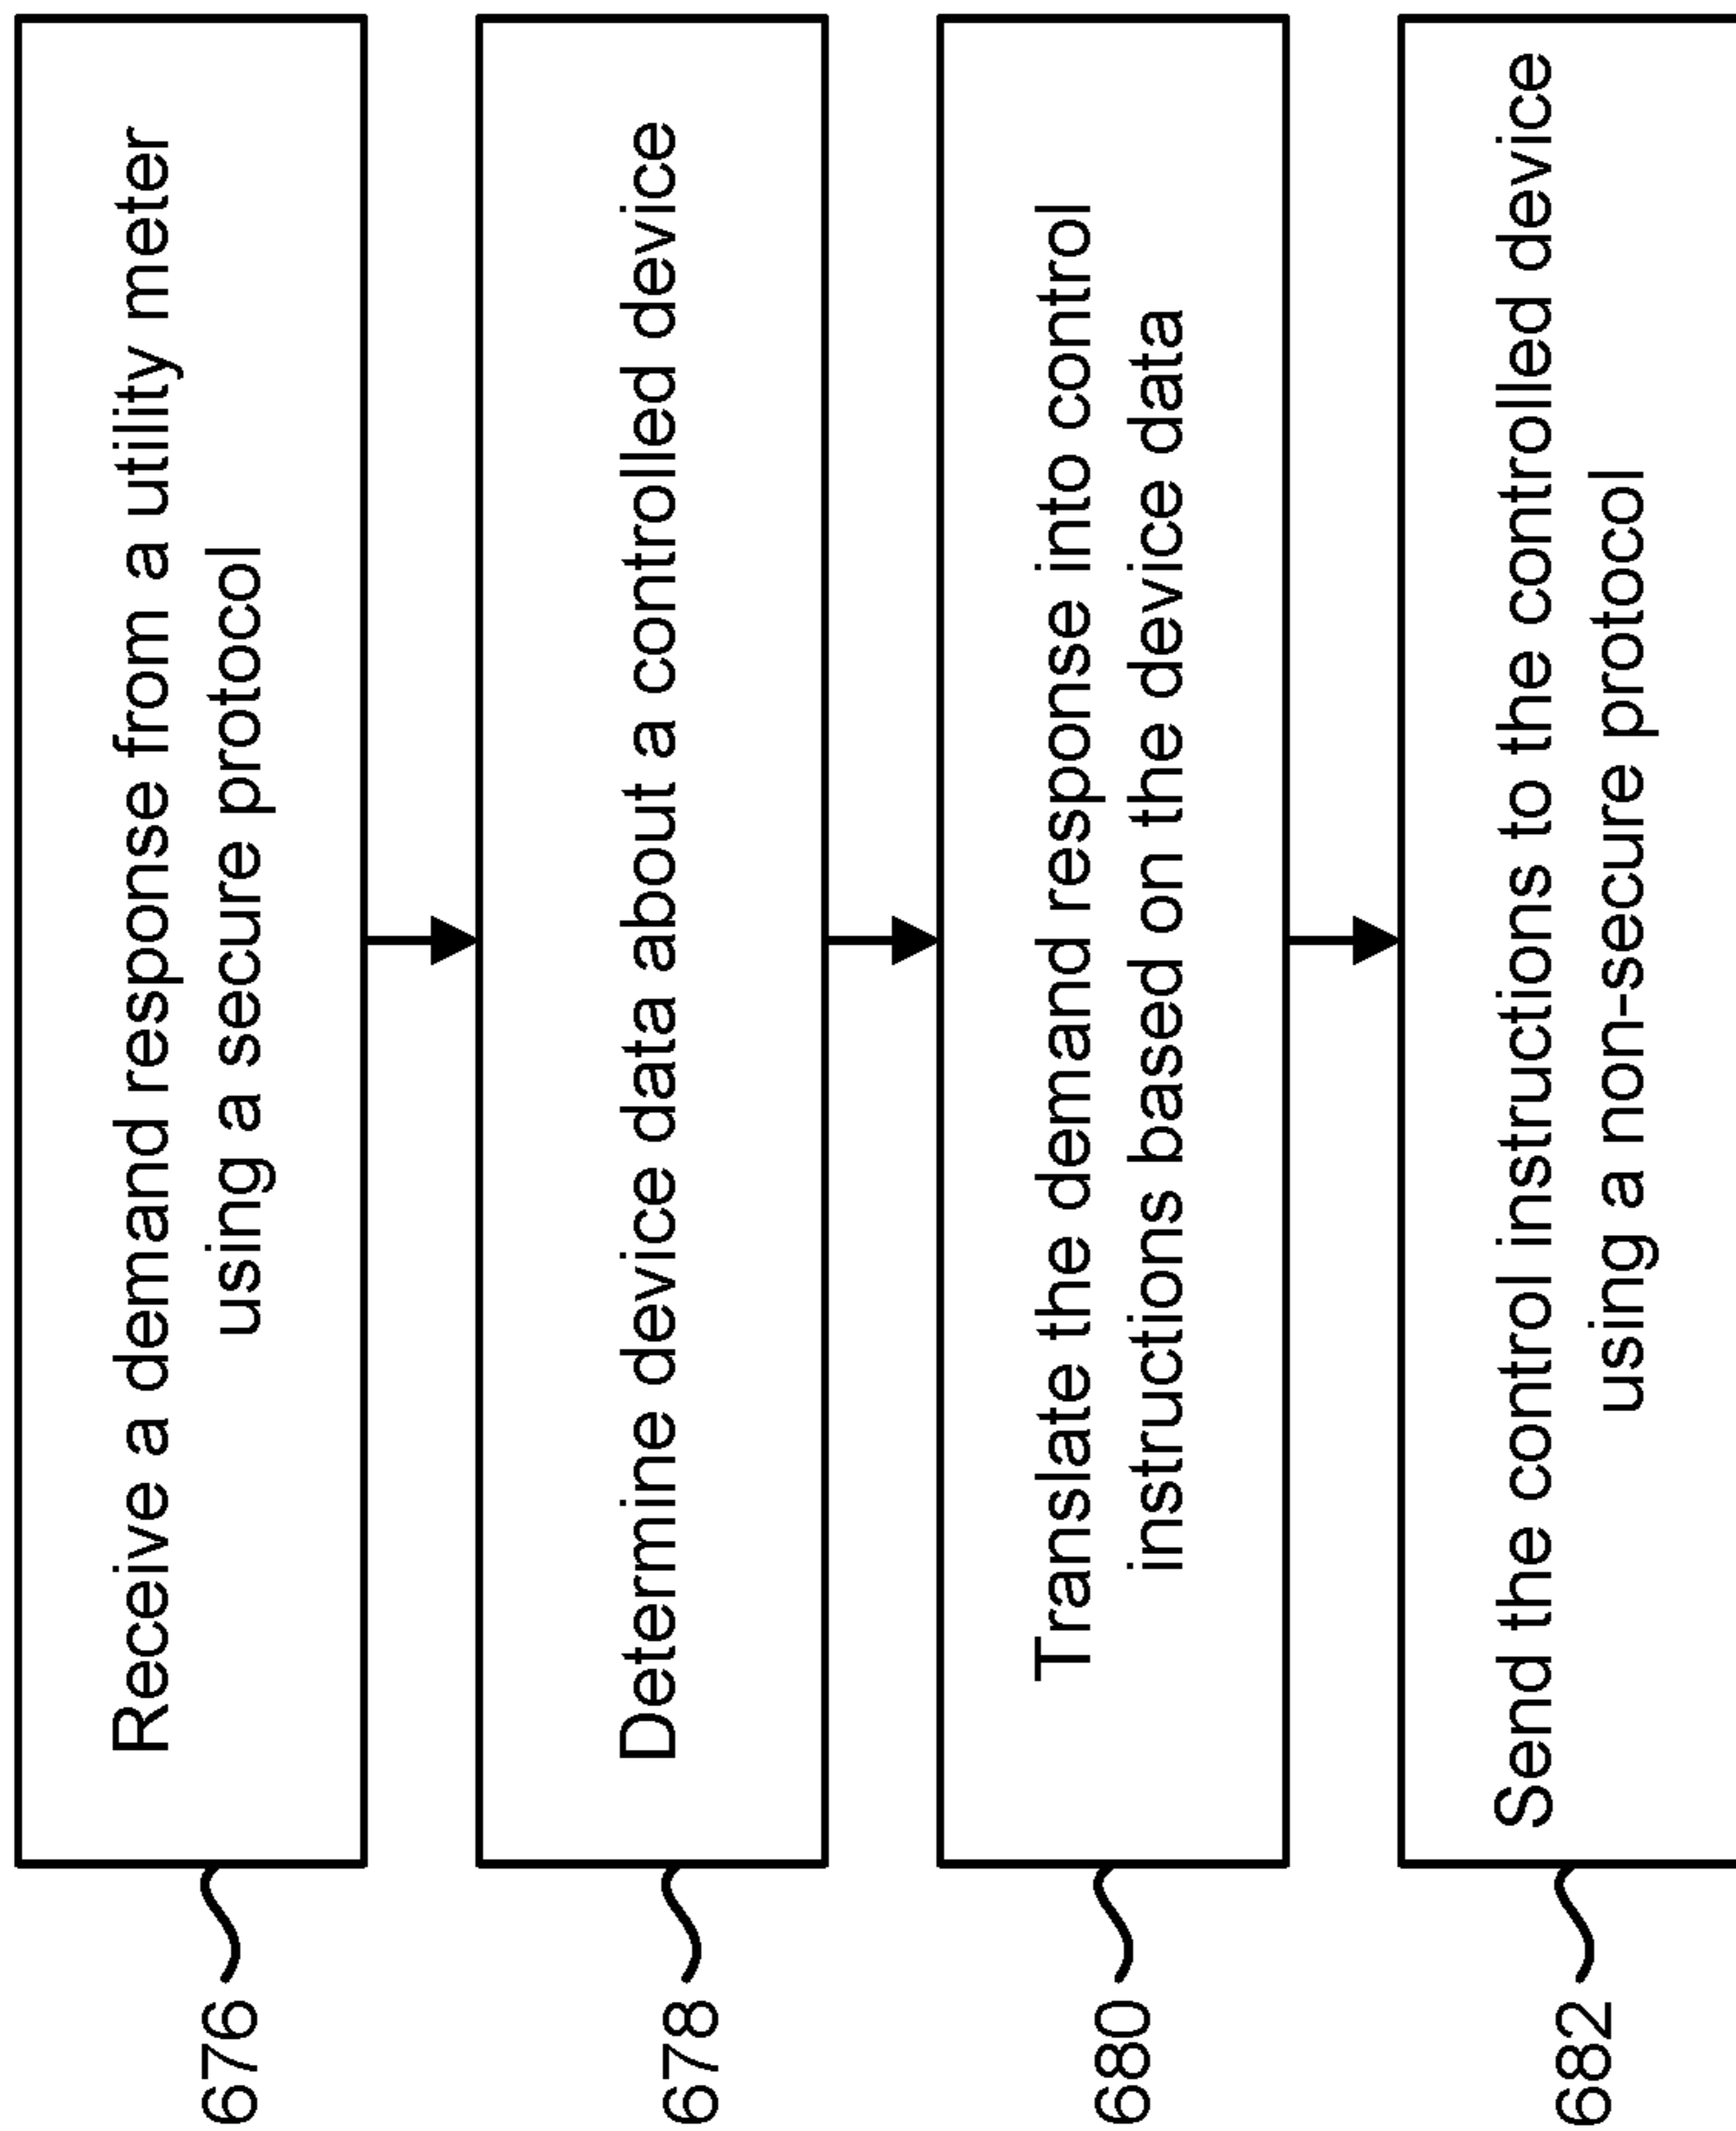 Receive a demand response from a utility meter
using a secure protocol
676
Determine device data about a controlled device
678
Translate the demand response into control
instructions based on the device data
680
Send the control instructions to the controlled device
using a non-secure protocol
682